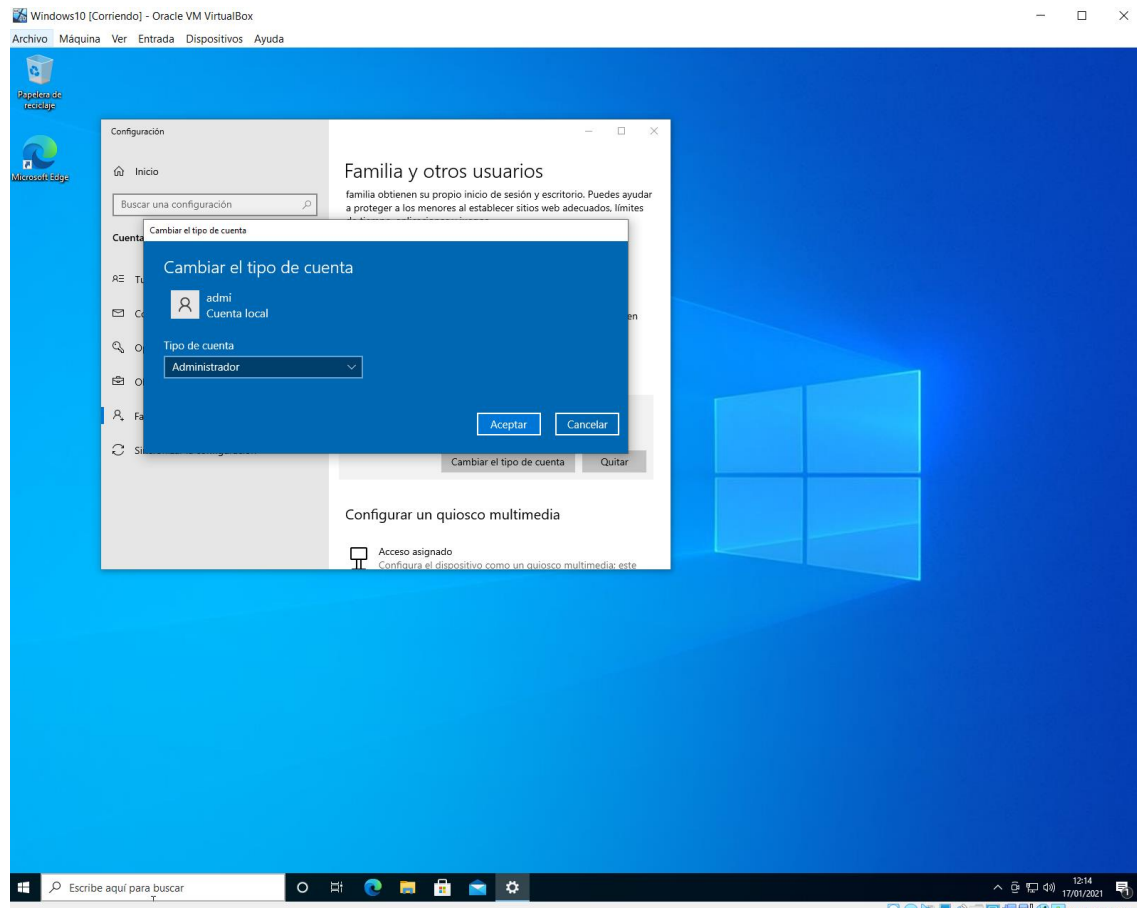 Windows10 [Corriendo] - Oracle VM VirtualBox
Archivo Máquina Ver Entrada Dispositivos Ayuda
Papelera de
reciclaje
Microsoft Edge
Configuración
Inicio
Buscar una configuración
Familia y otros usuarios
familia obtienen su propio inicio de sesión y escritorio. Puedes ayudar
a proteger a los menores al establecer sitios web adecuados, límites
Cambiar el tipo de cuenta
Cambiar el tipo de cuenta
admi
Cuenta local
en
Tipo de cuenta
Administrador
Aceptar Cancelar
Cambiar el tipo de cuenta Quitar
Configurar un quiosco multimedia
Acceso asignado
Configura el dispositivo como un quiosco multimedia: este
Escribe aquí para buscar
12:14
17/01/2021
1